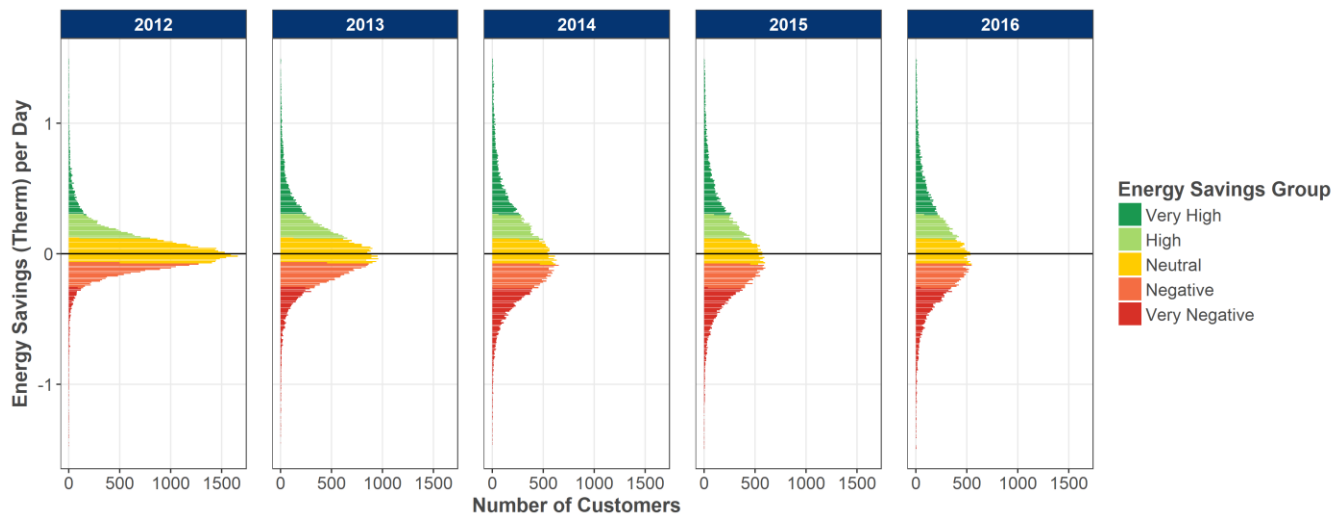 2012 2013 2014 2015 2016
Energy Savings (Therm) per Day
1
0
-1
0 500 1000 1500 0 500 1000 1500 0 500 1000 1500 0 500 1000 1500 0 500 1000 1500
Number of Customers
Energy Savings Group
Very High
High
Neutral
Negative
Very Negative